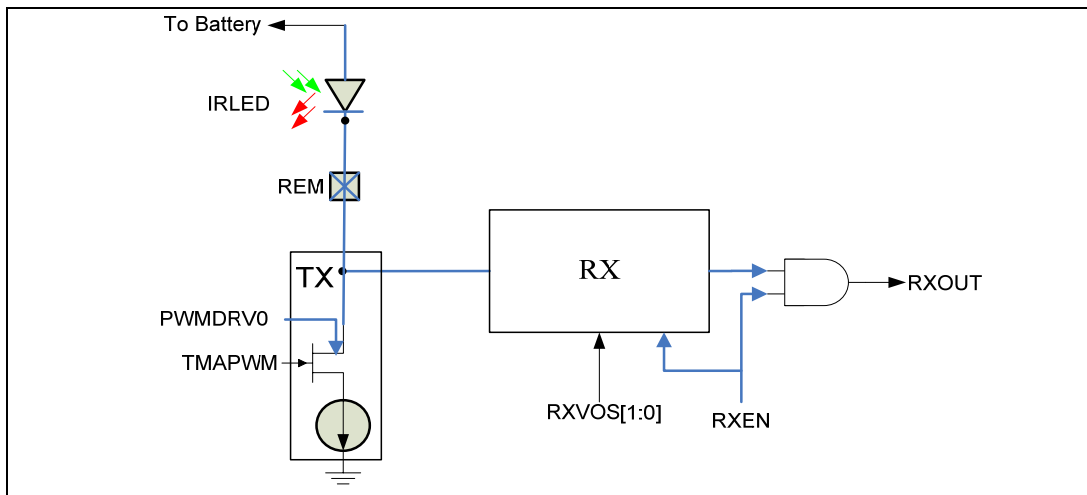 To Battery
IRLED
REM
TX
RX
RXOUT
PWMDRV0
TMAPWM
RXVOS[1:0]
RXEN